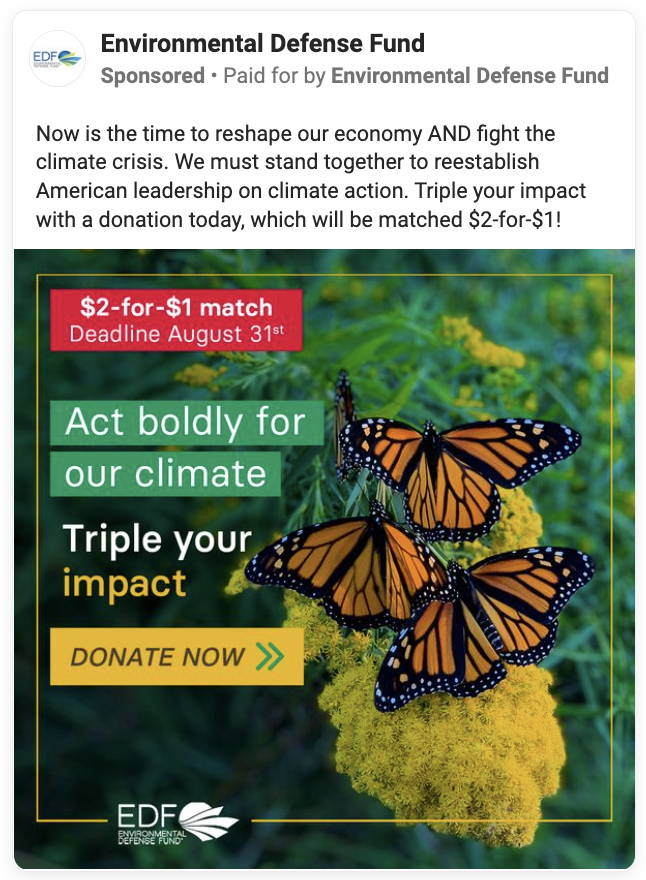 EDF
ENVIRONMENTAL
DEFENSE FUND
Environmental Defense Fund
Sponsored • Paid for by Environmental Defense Fund
Now is the time to reshape our economy AND fight the
climate crisis. We must stand together to reestablish
American leadership on climate action. Triple your impact
with a donation today, which will be matched $2-for-$1!
$2-for-$1 match
Deadline August 31st
Act boldly for
our climate
Triple your
impact
DONATE NOW
EDF
ENVIRONMENTAL
DEFENSE FUND